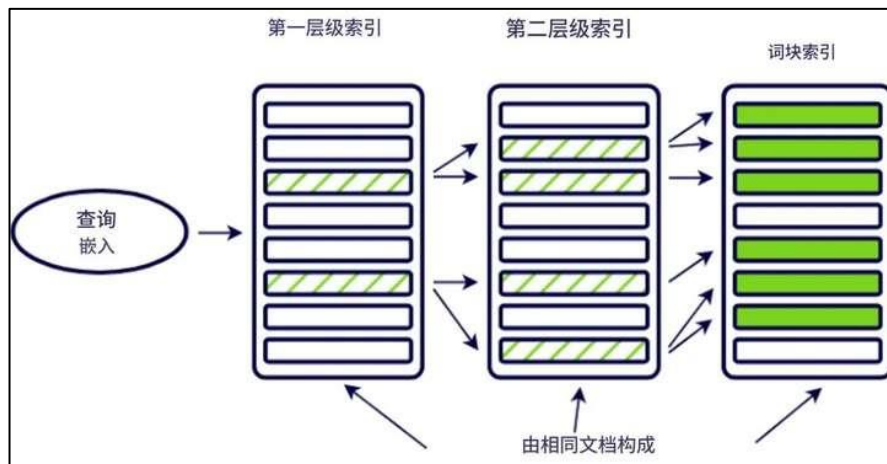 第一层级索引
第二层级索引
词块索引
查询
嵌入
由相同文档构成